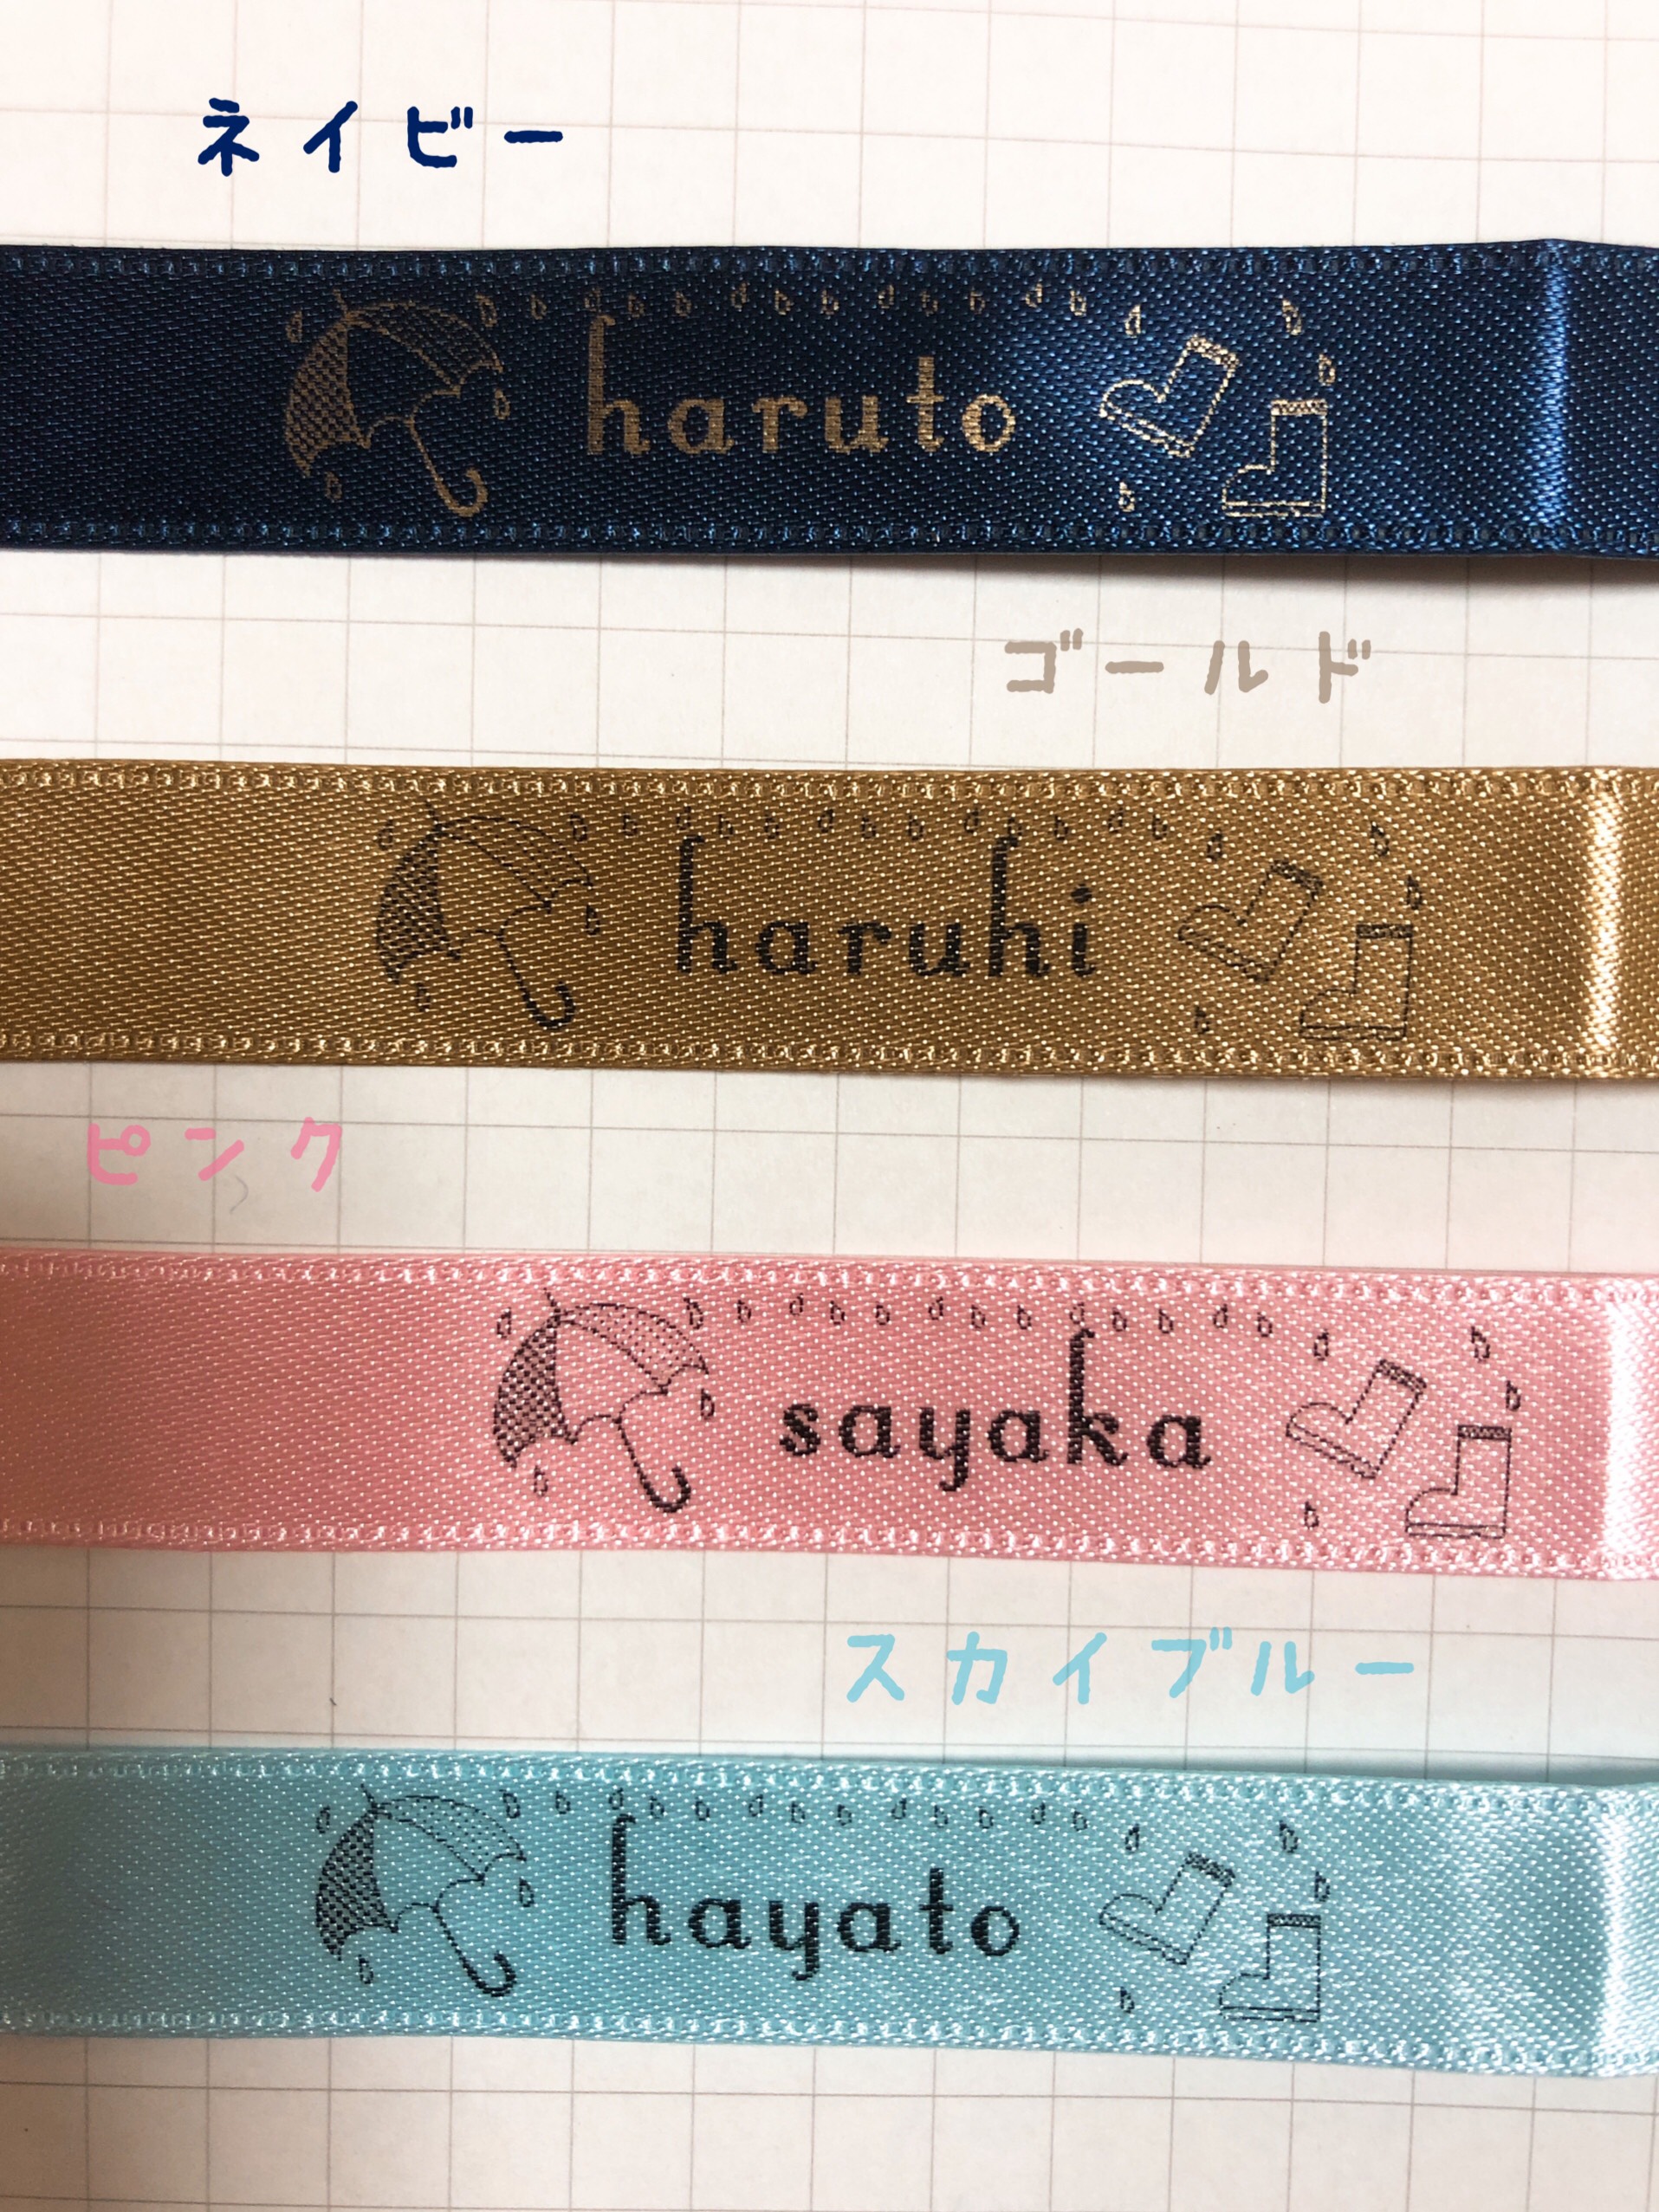 ネイビー
haruto
ゴールド
haruhi
ピンク
sayaka
スカイブルー
hayato